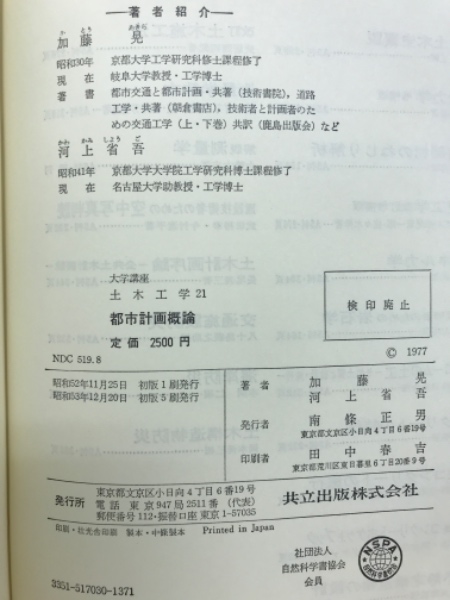 著者紹介
加藤 晃
昭和30年 京都大学工学研究科修士課程修了
現在 岐阜大学教授・工学博士
著書 都市交通と都市計画・共著(技術書院),道路
工学・共著(朝倉書店),技術者と計画者のた
めの交通工学(上・下巻)共訳(鹿島出版会)など
かわ かみ しょう ご
河上省吾
昭和41年 京都大学大学院工学研究科博士課程修了
現在 名古屋大学助教授・工学博士
大学講座
土木工学21
都市計画概論
定価 2500円
検印廃止
NDC 519.8
© 1977
昭和52年11月25日 初版1刷発行
昭和53年12月20日 初版5刷発行
著者 加藤 晃
河上省吾
発行者 南條正男
東京都文京区小日向4丁目6番19号
印刷者 田中春吉
東京都荒川区東日暮里6丁目20番9号
発行所 東京都文京区小日向4丁目6番19号
電話 東京947局2511番(代表)
郵便番号112・振替口座東京1-57035
共立出版株式会社
印刷・壮光舎印刷 製本・中條製本 Printed in Japan
社団法人
自然科学書協会
会員
NSPA
3351-517030-1371